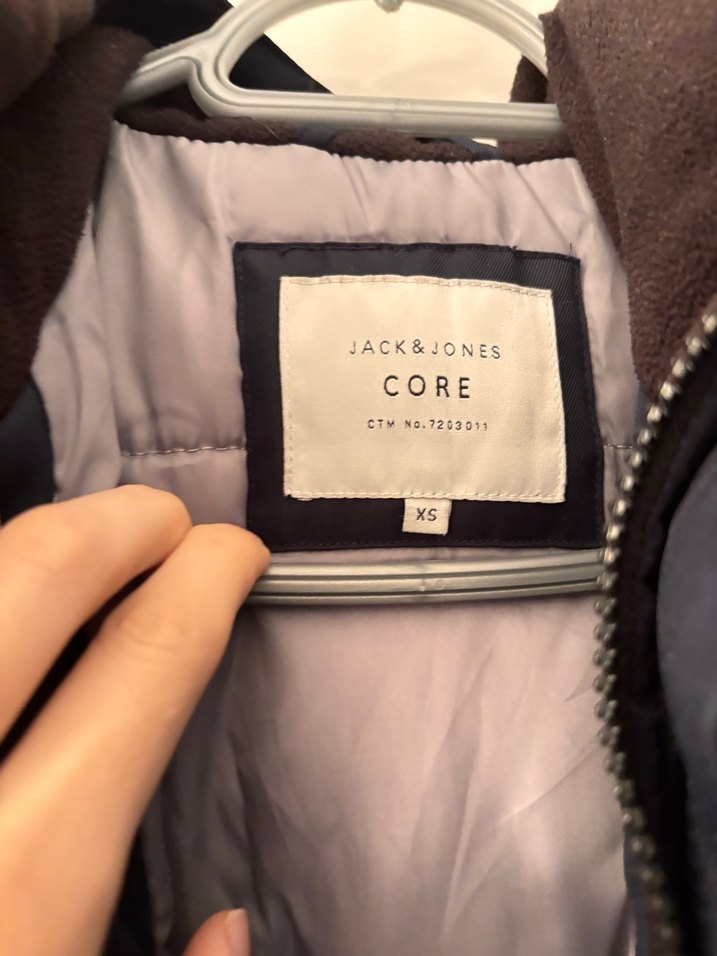 JACK&JONES
CORE
CTM No.7203011
XS